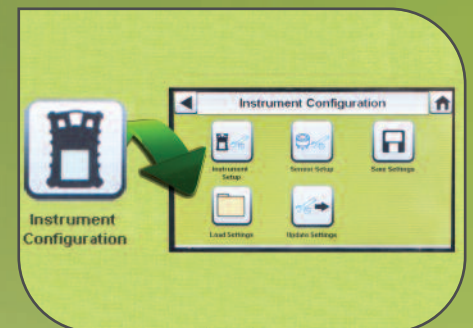 Instrument Configuration
Instrument
Setup
Sensor Setup
Save Settings
Load Settings
Update Settings
Instrument
Configuration